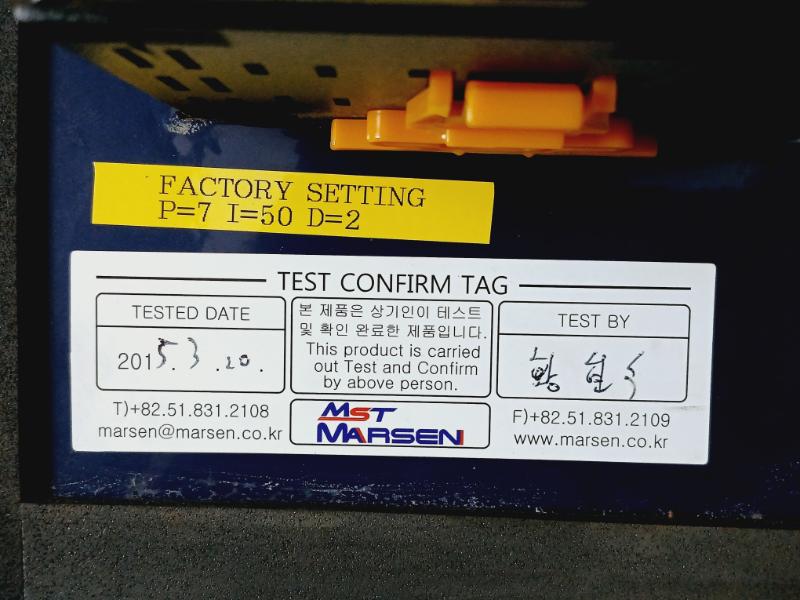 FACTORY SETTING
P=7 I=50 D=2
TEST CONFIRM TAG
TESTED DATE
2015.3.20.
본 제품은 상기인이 테스트
및 확인 완료한 제품입니다.
This product is carried
out Test and Confirm
by above person.
TEST BY
T)+82.51.831.2108
marsen@marsen.co.kr
MST
MARSEN
F)+82.51.831.2109
www.marsen.co.kr